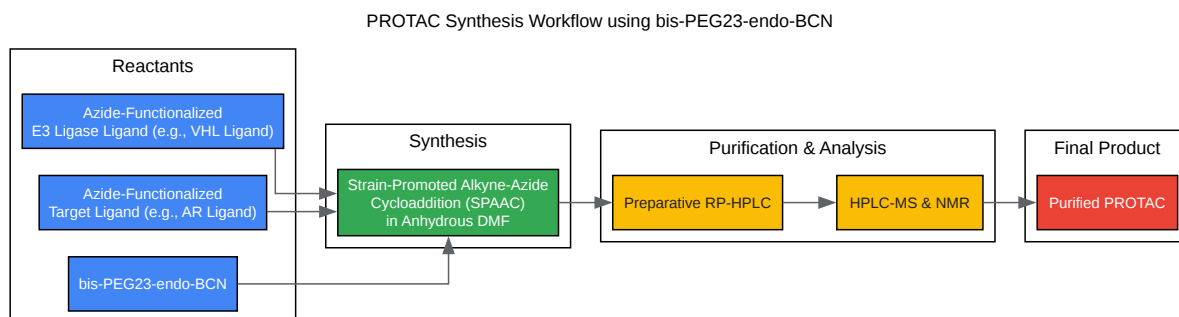 PROTAC Synthesis Workflow using bis-PEG23-endo-BCN
Reactants
Azide-Functionalized
E3 Ligase Ligand (e.g., VHL Ligand)
Azide-Functionalized
Target Ligand (e.g., AR Ligand)
bis-PEG23-endo-BCN
Synthesis
Strain-Promoted Alkyne-Azide
Cycloaddition (SPAAC)
in Anhydrous DMF
Purification & Analysis
Preparative RP-HPLC
HPLC-MS & NMR
Final Product
Purified PROTAC